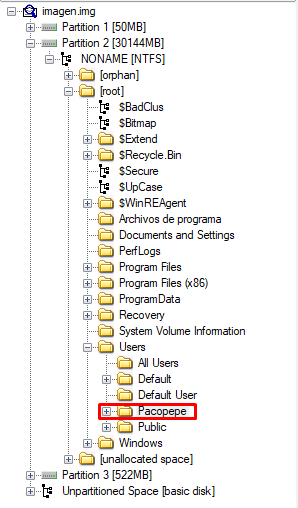 imagen.img
Partition 1 [50MB]
Partition 2 [30144MB]
NONAME [NTFS]
[orphan]
[root]
$BadClus
$Bitmap
$Extend
$Recycle.Bin
$Secure
$UpCase
$WinREAgent
Archivos de programa
Documents and Settings
PerfLogs
Program Files
Program Files (x86)
ProgramData
Recovery
System Volume Information
Users
All Users
Default
Default User
Pacopepe
Public
Windows
[unallocated space]
Partition 3 [522MB]
Unpartitioned Space [basic disk]